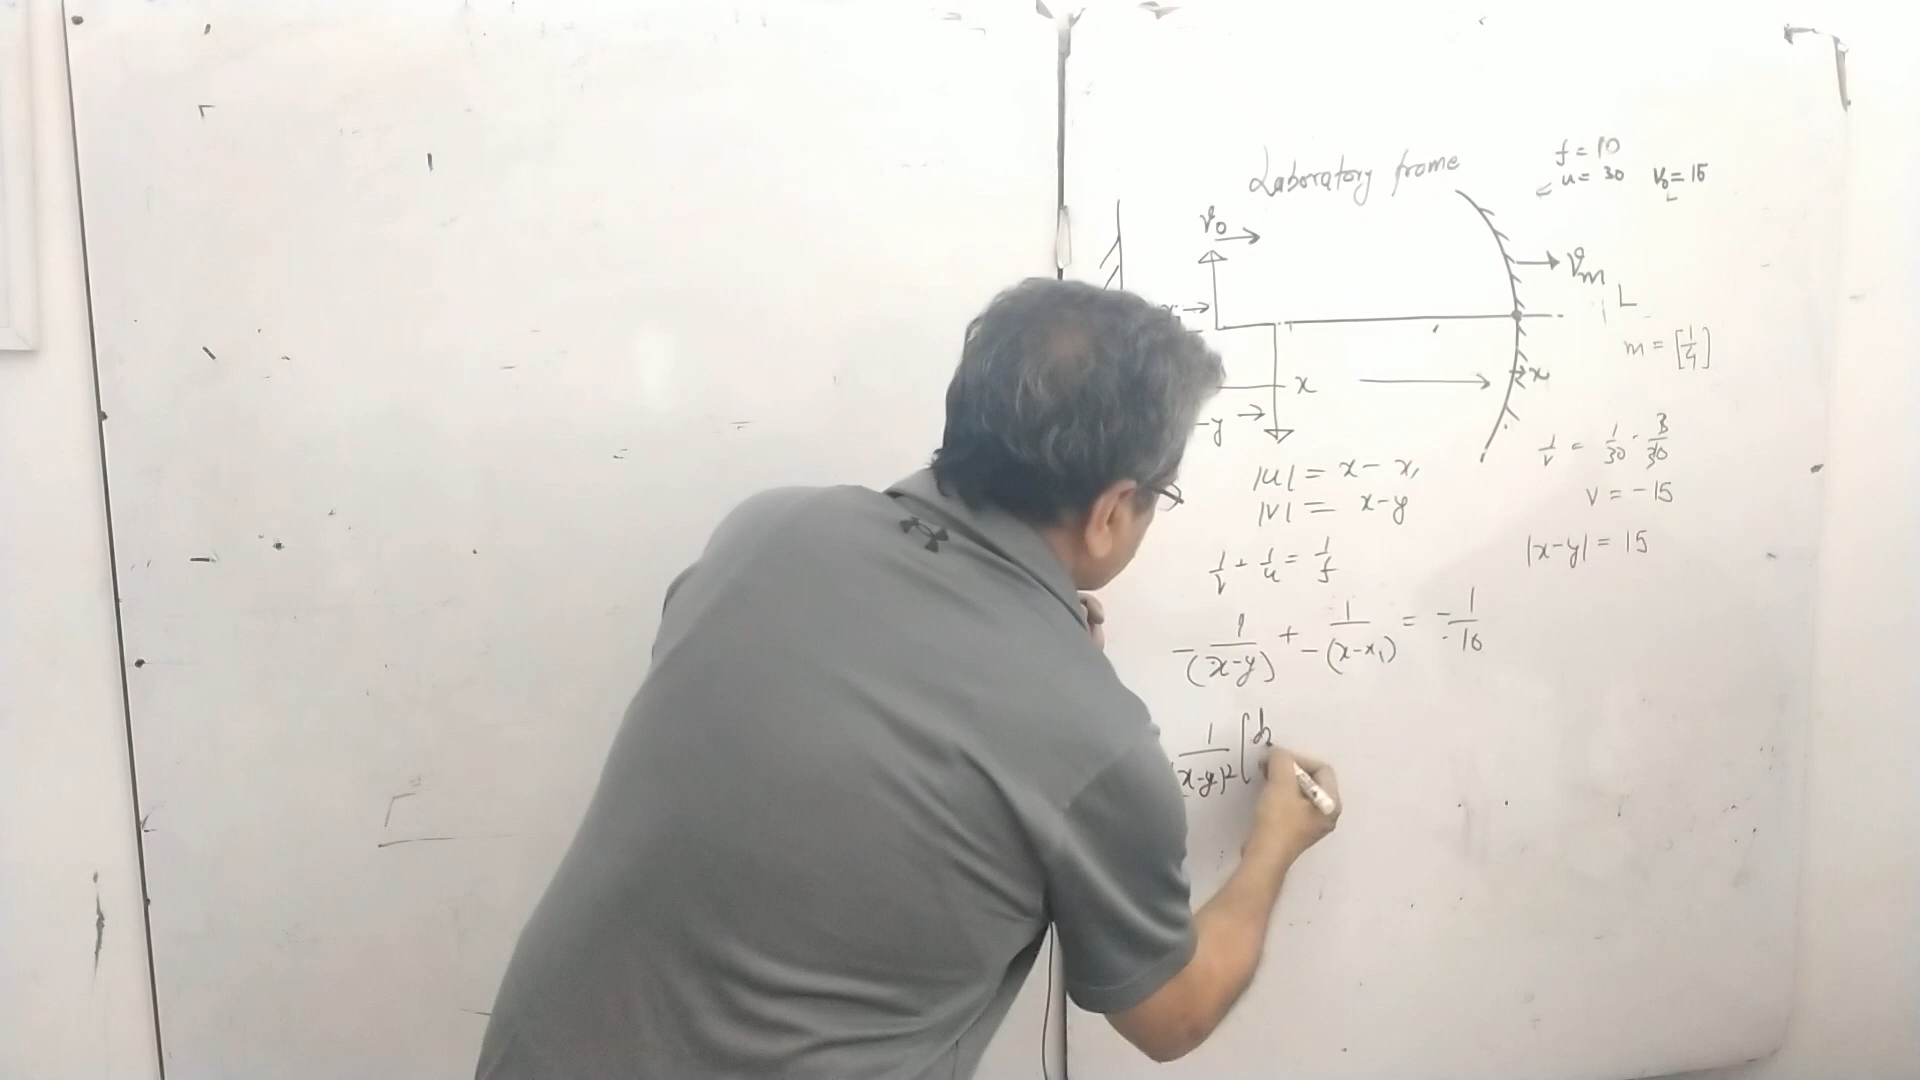 Laboratory frame
f = 10
u = 30 v₀ = 15
v₀
v_m
m = [1/4]
x
x
-y
|u| = x - x₁
|v| = x-y
1/v + 1/u = 1/f
1/v = 1/30 - 3/30
v = -15
|x-y| = 15
-1/(x-y) + 1/-(x-x₁) = -1/10
1/(x-y)² [